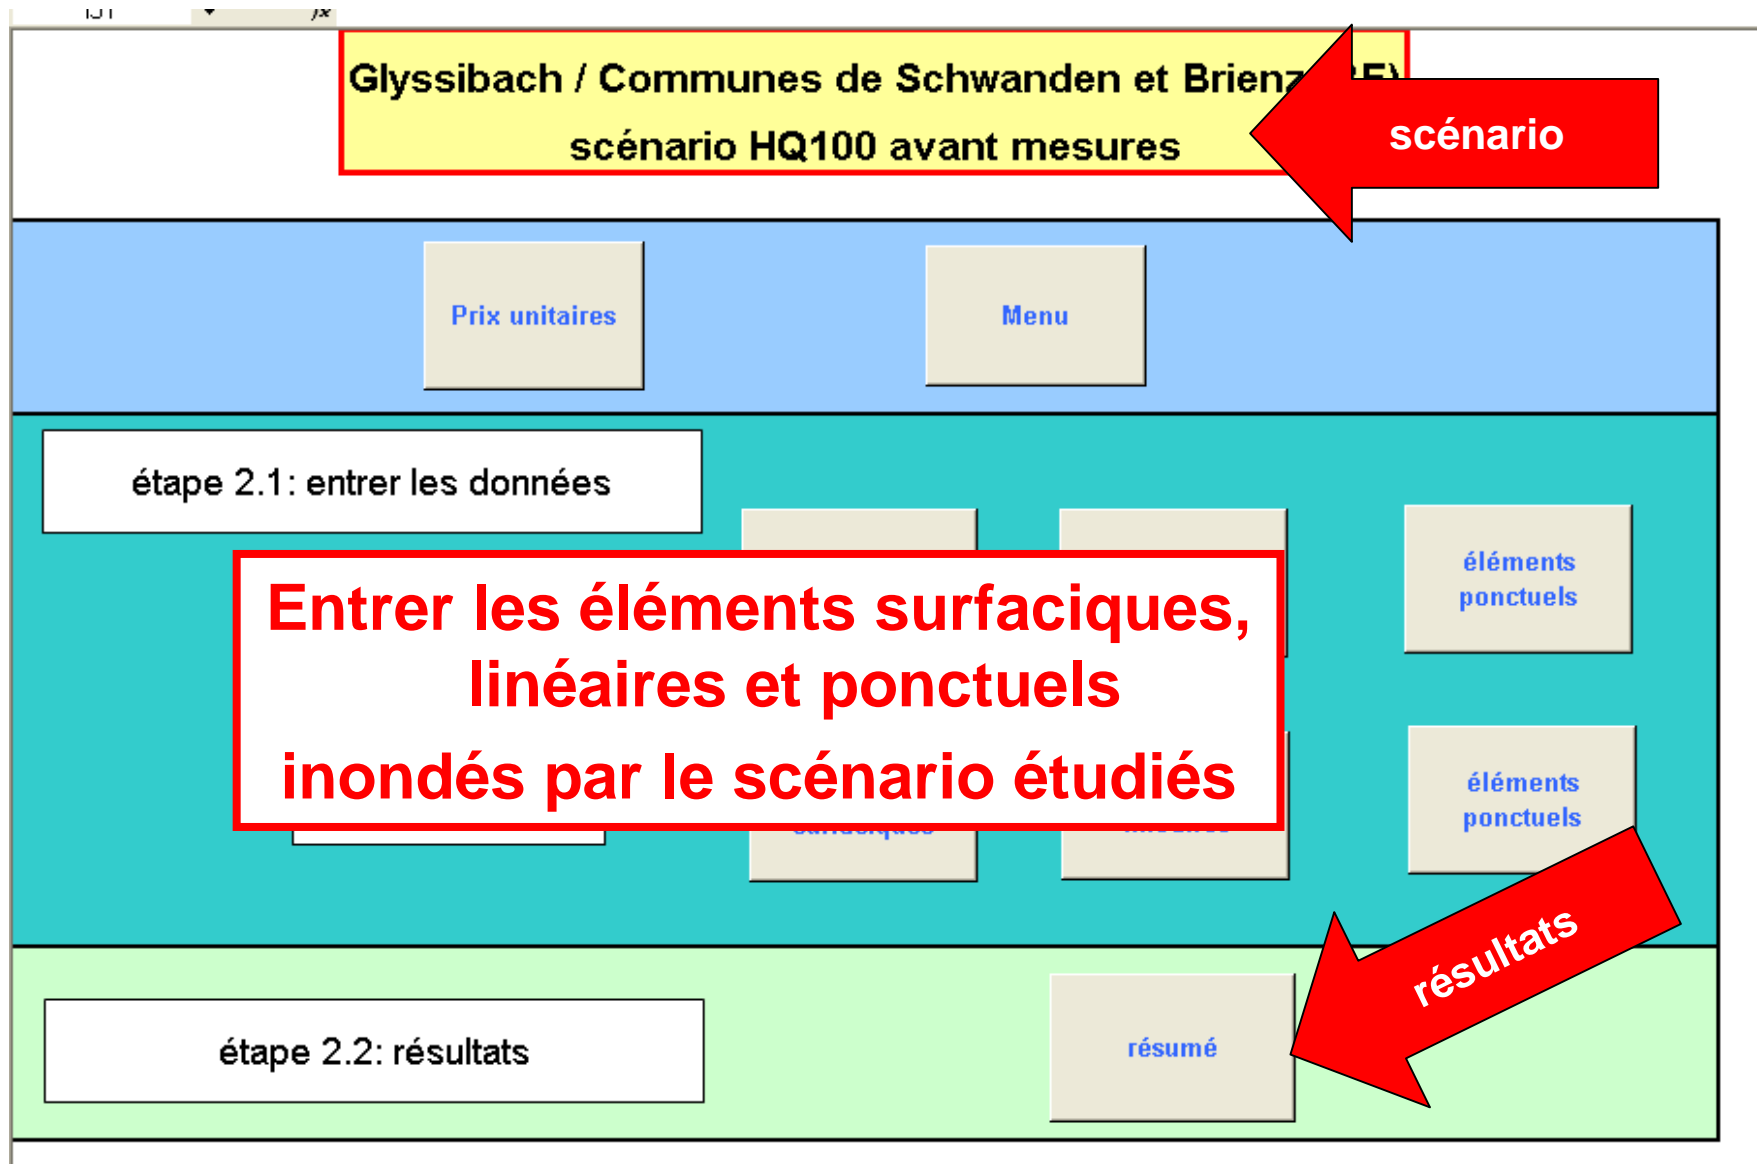 Glyssibach / Communes de Schwanden et Brienz
scénario HQ100 avant mesures
scénario
Prix unitaires
Menu
étape 2.1: entrer les données
éléments
ponctuels
Entrer les éléments surfaciques,
linéaires et ponctuels
inondés par le scénario étudiés
éléments
ponctuels
résultats
étape 2.2: résultats
résumé